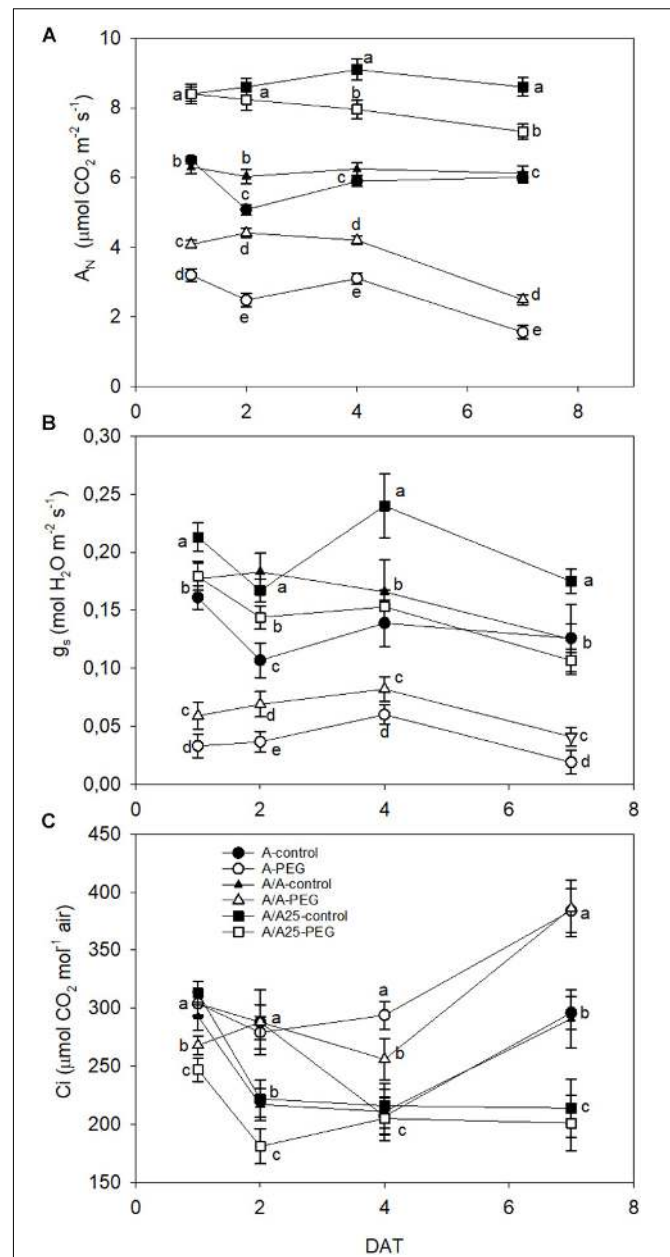 A
A_N (µmol CO₂ m⁻² s⁻¹)
10
8
6
4
2
0
a a a a
b b
b b c
c c
c d d d
d e e e
0 2 4 6 8
B
g_s (mol H₂O m⁻² s⁻¹)
0,30
0,25
0,20
0,15
0,10
0,05
0,00
a a a a
b b b b
c
c d c c
d e d d
0 2 4 6 8
C
Ci (µmol CO₂ mol⁻¹ air)
450
400
350
300
250
200
150
A-control
A-PEG
A/A-control
A/A-PEG
A/A25-control
A/A25-PEG
a a a a
b b b b
c c c c
0 2 4 6 8
DAT